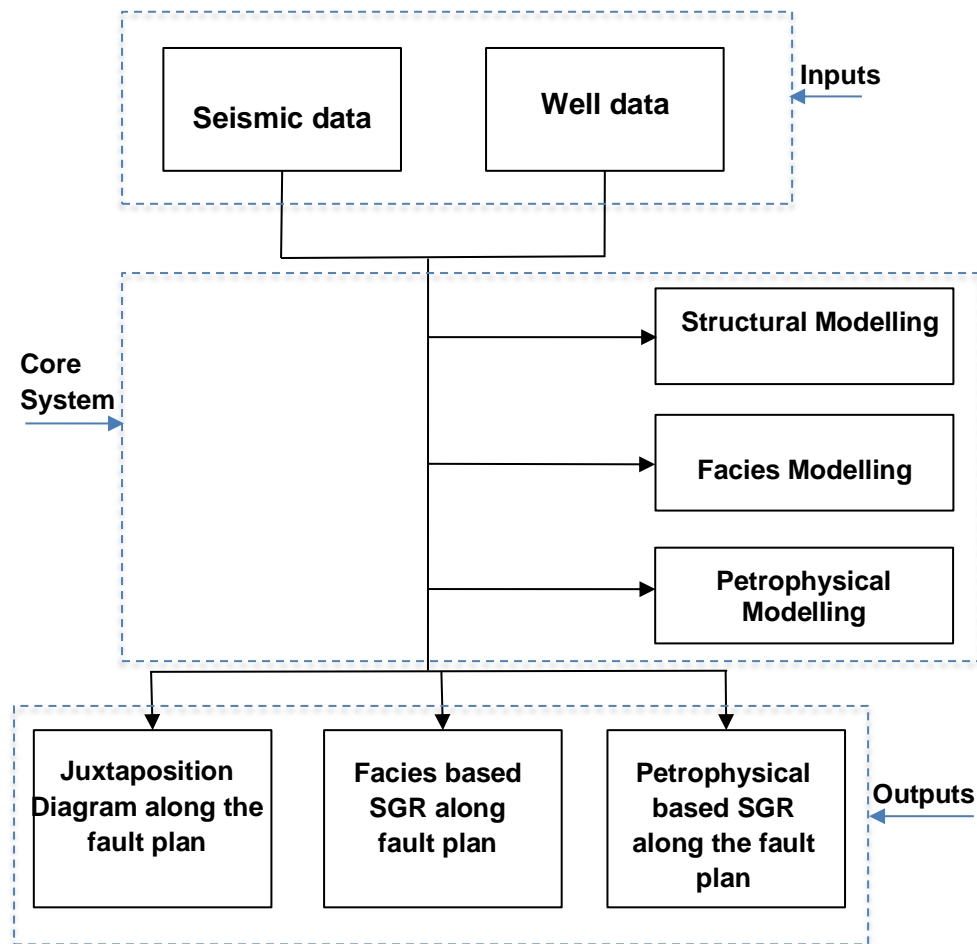 Inputs
Seismic data
Well data
Structural Modelling
Core
System
Facies Modelling
Petrophysical
Modelling
Juxtaposition
Diagram along the
fault plan
Facies based
SGR along
fault plan
Petrophysical
based SGR
along the fault
plan
Outputs